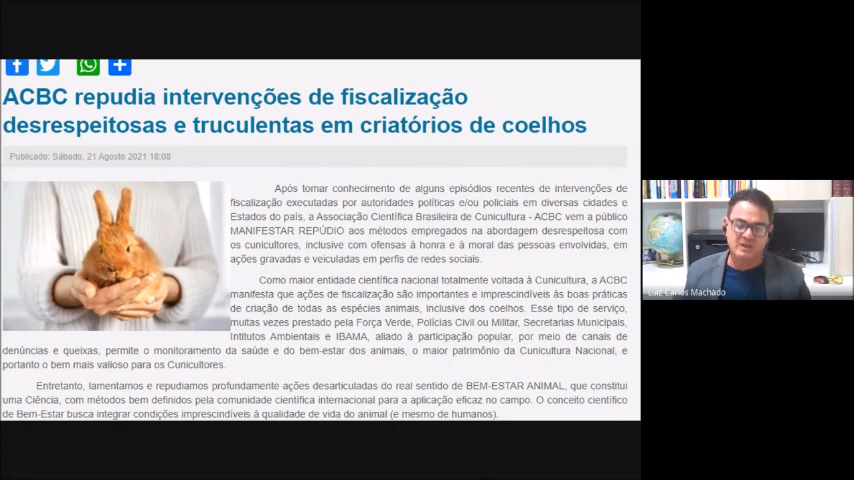 ACBC repudia intervenções de fiscalização
desrespeitosas e truculentas em criatórios de coelhos
Publicado: Sábado, 21 Agosto 2021 18:08
Após tomar conhecimento de alguns episódios recentes de intervenções de
fiscalização executadas por autoridades políticas e/ou policiais em diversas cidades e
Estados do país, a Associação Científica Brasileira de Cunicultura - ACBC vem a público
MANIFESTAR REPÚDIO aos métodos empregados na abordagem desrespeitosa com
os cunicultores, inclusive com ofensas à honra e à moral das pessoas envolvidas, em
ações gravadas e veiculadas em perfis de redes sociais.
Como maior entidade científica nacional totalmente voltada à Cunicultura, a ACBC
manifesta que ações de fiscalização são importantes e imprescindíveis às boas práticas
de criação de todas as espécies animais, inclusive dos coelhos. Esse tipo de serviço,
muitas vezes prestado pela Força Verde, Polícias Civil ou Militar, Secretarias Municipais,
Intitutos Ambientais e IBAMA, aliado à participação popular, por meio de canais de
denúncias e queixas, permite o monitoramento da saúde e do bem-estar dos animais, o maior patrimônio da Cunicultura Nacional, e
portanto o bem mais valioso para os Cunicultores.
Entretanto, lamentamos e repudiamos profundamente ações desarticuladas do real sentido de BEM-ESTAR ANIMAL, que constitui
uma Ciência, com métodos bem definidos pela comunidade científica internacional para a aplicação eficaz no campo. O conceito científico
de Bem-Estar busca integrar condições imprescindíveis à qualidade de vida do animal (e mesmo de humanos).
Luiz Carlos Machado